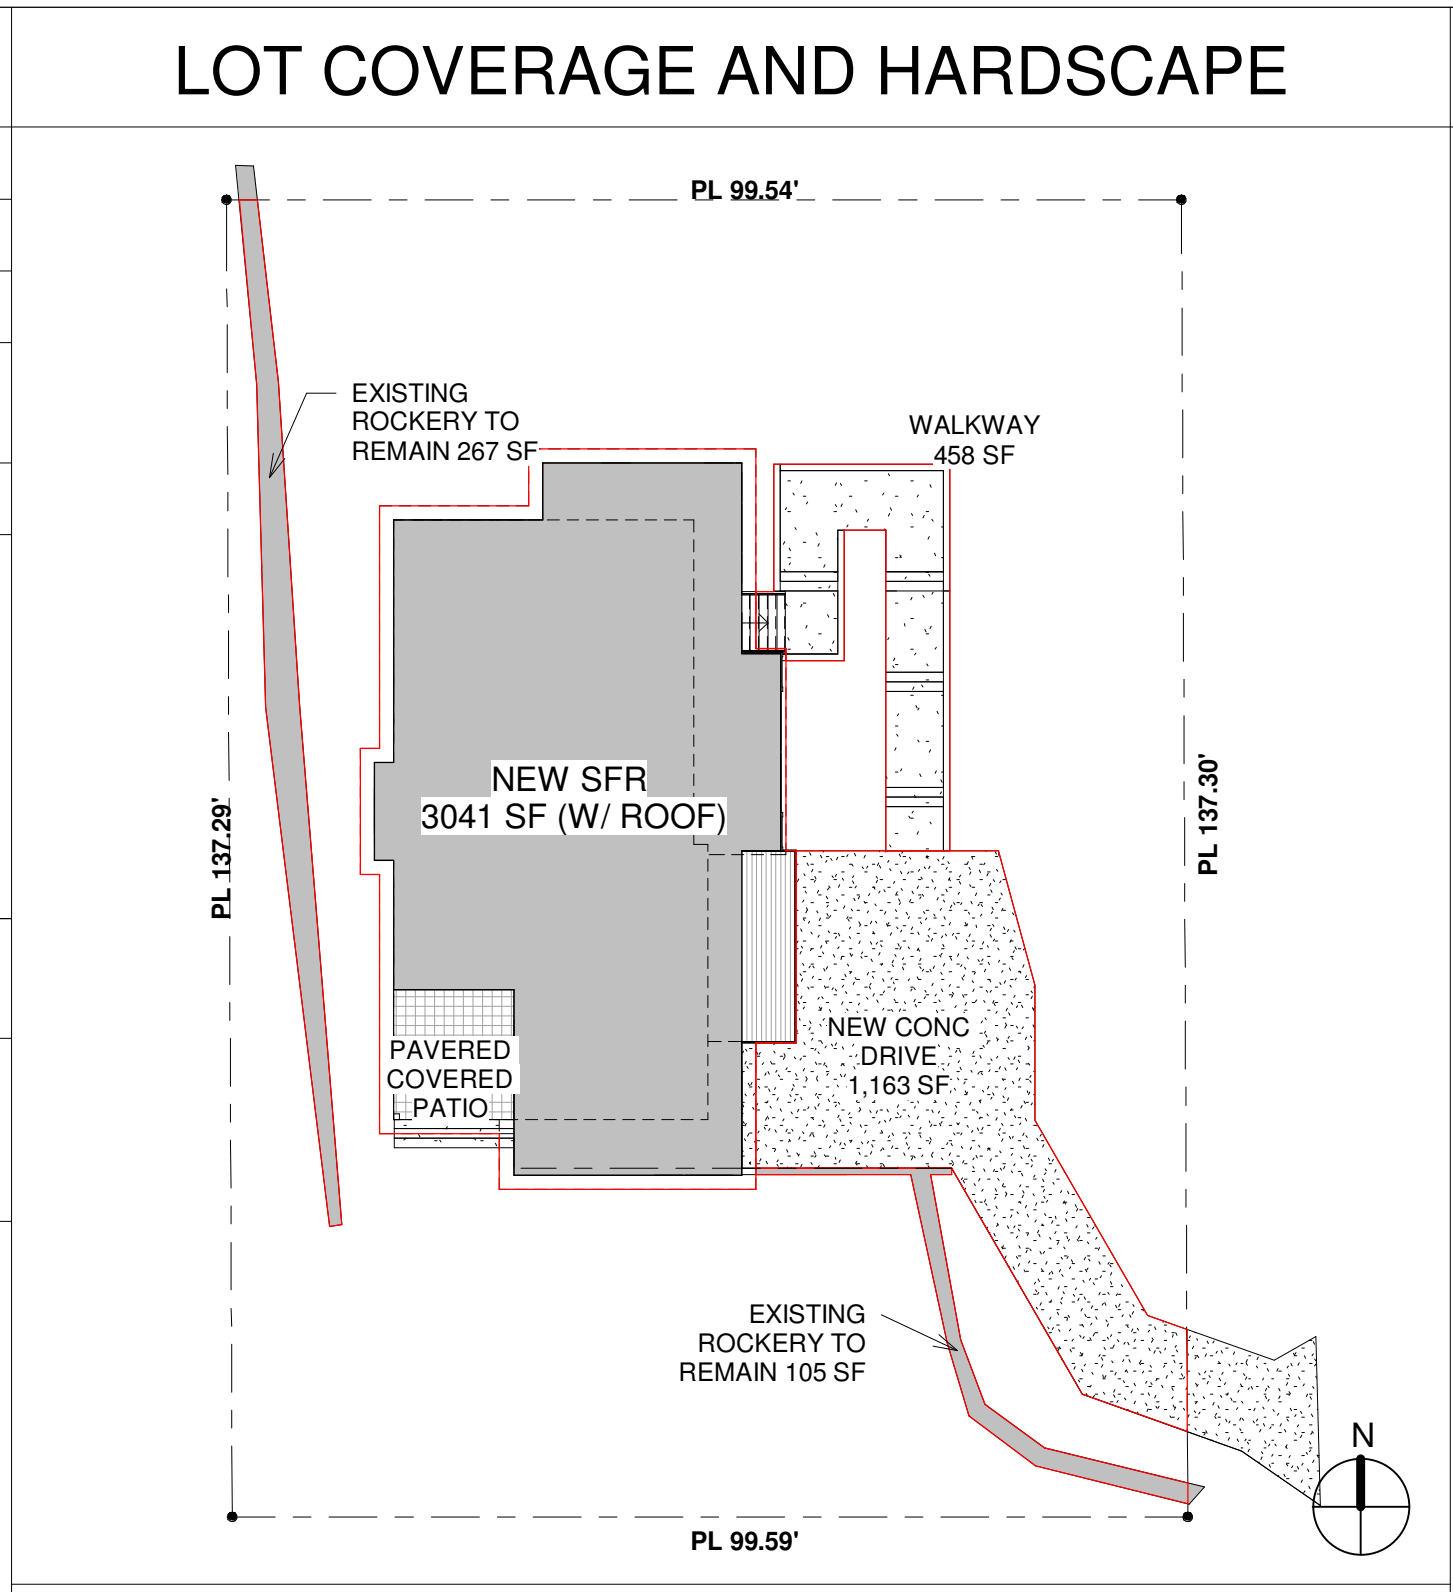 LOT COVERAGE AND HARDSCAPE
PL 99.54'
EXISTING
ROCKERY TO
REMAIN 267 SF
WALKWAY
458 SF
NEW SFR
3041 SF (W/ ROOF)
PL 137.29'
PL 137.30'
NEW CONC
DRIVE
1,163 SF
PAVERED
COVERED
PATIO
EXISTING
ROCKERY TO
REMAIN 105 SF
N
PL 99.59'